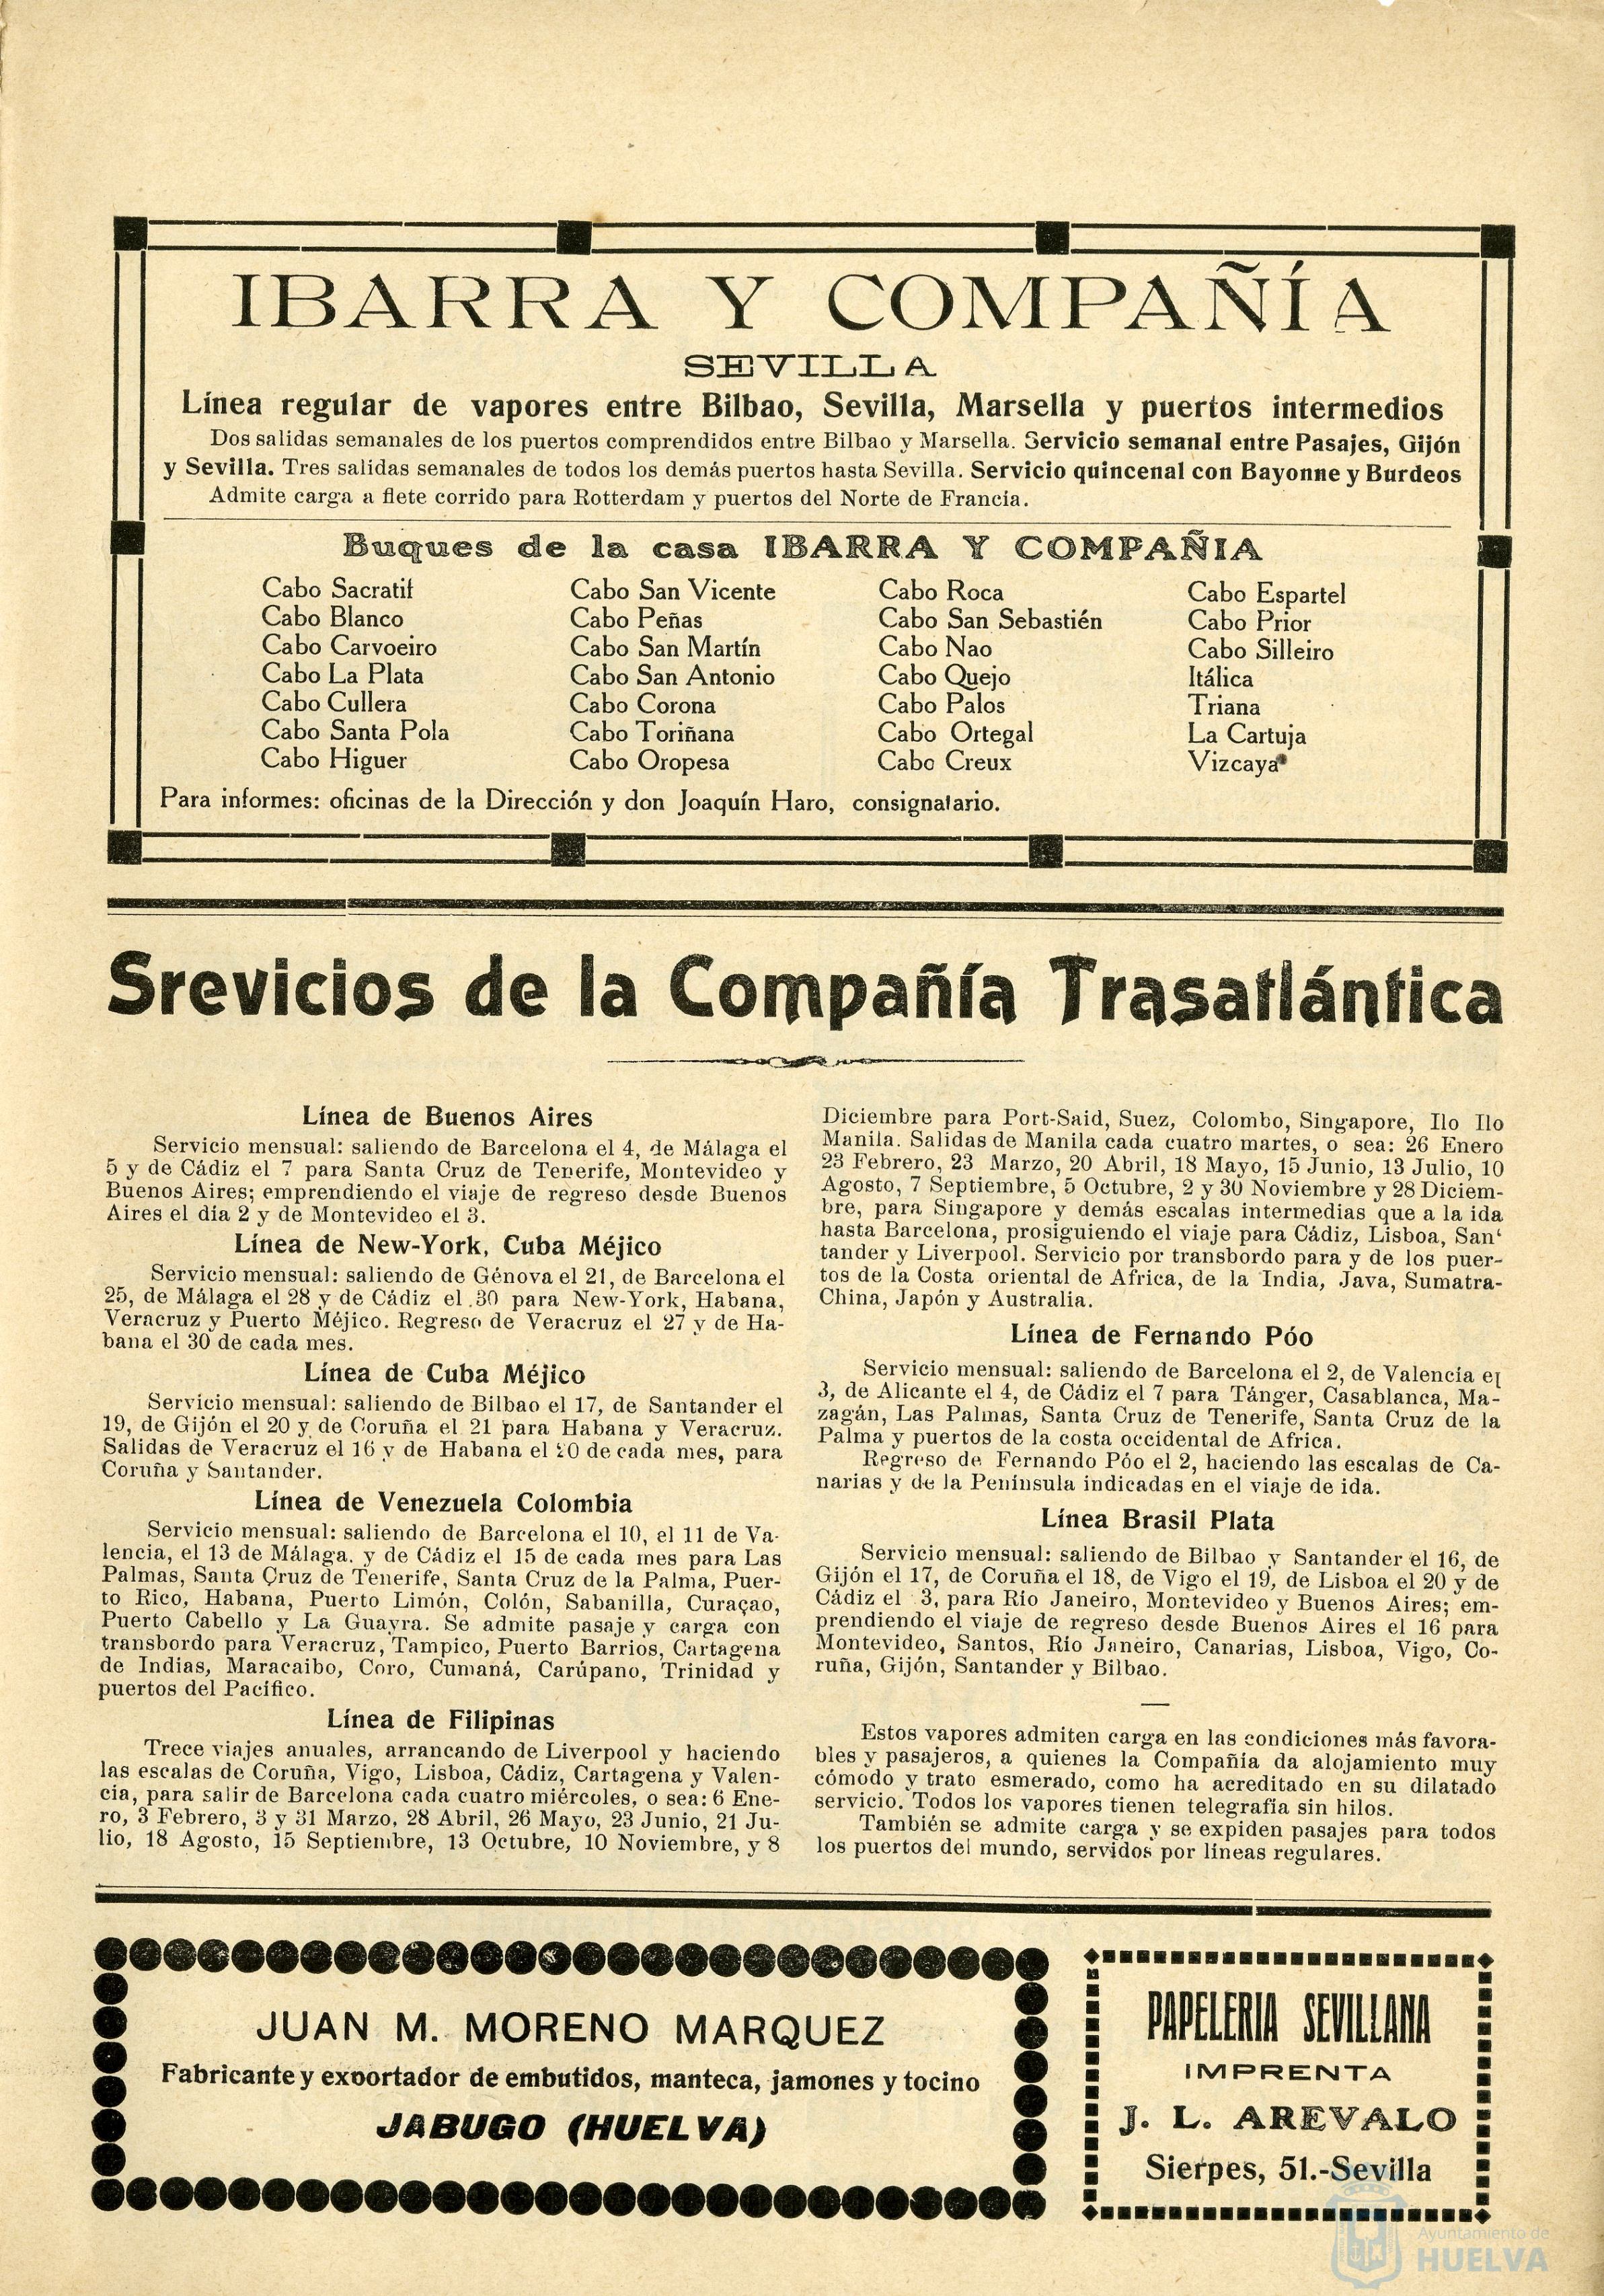 IBARRA Y COMPAÑÍA
SEVILLA
Línea regular de vapores entre Bilbao, Sevilla, Marsella y puertos intermedios
Dos salidas semanales de los puertos comprendidos entre Bilbao y Marsella. Servicio semanal entre Pasajes, Gijón
y Sevilla. Tres salidas semanales de todos los demás puertos hasta Sevilla. Servicio quincenal con Bayonne y Burdeos
Admite carga a flete corrido para Rotterdam y puertos del Norte de Francia.
Buques de la casa IBARRA Y COMPAÑIA
Cabo Sacratif
Cabo Blanco
Cabo Carvoeiro
Cabo La Plata
Cabo Cullera
Cabo Santa Pola
Cabo Higuer
Cabo San Vicente
Cabo Peñas
Cabo San Martín
Cabo San Antonio
Cabo Corona
Cabo Toriñana
Cabo Oropesa
Cabo Roca
Cabo San Sebastién
Cabo Nao
Cabo Quejo
Cabo Palos
Cabo Ortegal
Cabo Creux
Cabo Espartel
Cabo Prior
Cabo Silleiro
Itálica
Triana
La Cartuja
Vizcaya
Para informes: oficinas de la Dirección y don Joaquín Haro, consignatario.
Srevicios de la Compañía Trasatlántica
Línea de Buenos Aires
Servicio mensual: saliendo de Barcelona el 4, de Málaga el
5 y de Cádiz el 7 para Santa Cruz de Tenerife, Montevideo y
Buenos Aires; emprendiendo el viaje de regreso desde Buenos
Aires el día 2 y de Montevideo el 3.
Línea de New-York, Cuba Méjico
Servicio mensual: saliendo de Génova el 21, de Barcelona el
25, de Málaga el 28 y de Cádiz el 30 para New-York, Habana,
Veracruz y Puerto Méjico. Regreso de Veracruz el 27 y de Ha-
bana el 30 de cada mes.
Línea de Cuba Méjico
Servicio mensual: saliendo de Bilbao el 17, de Santander el
19, de Gijón el 20 y de Coruña el 21 para Habana y Veracruz.
Salidas de Veracruz el 16 y de Habana el 20 de cada mes, para
Coruña y Santander.
Línea de Venezuela Colombia
Servicio mensual: saliendo de Barcelona el 10, el 11 de Va-
lencia, el 13 de Málaga. y de Cádiz el 15 de cada mes para Las
Palmas, Santa Cruz de Tenerife, Santa Cruz de la Palma, Puer-
to Rico, Habana, Puerto Limón, Colón, Sabanilla, Curaçao,
Puerto Cabello y La Guayra. Se admite pasaje y carga con
transbordo para Veracruz, Tampico, Puerto Barrios, Cartagena
de Indias, Maracaibo, Coro, Cumaná, Carúpano, Trinidad y
puertos del Pacífico.
Línea de Filipinas
Trece viajes anuales, arrancando de Liverpool y haciendo
las escalas de Coruña, Vigo, Lisboa, Cádiz, Cartagena y Valen-
cia, para salir de Barcelona cada cuatro miércoles, o sea: 6 Ene-
ro, 3 Febrero, 3 y 31 Marzo, 28 Abril, 26 Mayo, 23 Junio, 21 Ju-
lio, 18 Agosto, 15 Septiembre, 13 Octubre, 10 Noviembre, y 8
Diciembre para Port-Said, Suez, Colombo, Singapore, Ilo Ilo
Manila. Salidas de Manila cada cuatro martes, o sea: 26 Enero
23 Febrero, 23 Marzo, 20 Abril, 18 Mayo, 15 Junio, 13 Julio, 10
Agosto, 7 Septiembre, 5 Octubre, 2 y 30 Noviembre y 28 Diciem-
bre, para Singapore y demás escalas intermedias que a la ida
hasta Barcelona, prosiguiendo el viaje para Cádiz, Lisboa, San'
tander y Liverpool. Servicio por transbordo para y de los puer-
tos de la Costa oriental de Africa, de la India, Java, Sumatra-
China, Japón y Australia.
Línea de Fernando Póo
Servicio mensual: saliendo de Barcelona el 2, de Valencia el
3, de Alicante el 4, de Cádiz el 7 para Tánger, Casablanca, Ma-
zagán, Las Palmas, Santa Cruz de Tenerife, Santa Cruz de la
Palma y puertos de la costa occidental de Africa.
Regreso de Fernando Póo el 2, haciendo las escalas de Ca-
narias y de la Península indicadas en el viaje de ida.
Línea Brasil Plata
Servicio mensual: saliendo de Bilbao y Santander el 16, de
Gijón el 17, de Coruña el 18, de Vigo el 19, de Lisboa el 20 y de
Cádiz el 3, para Río Janeiro, Montevideo y Buenos Aires; em-
prendiendo el viaje de regreso desde Buenos Aires el 16 para
Montevideo, Santos, Río Janeiro, Canarias, Lisboa, Vigo, Co-
ruña, Gijón, Santander y Bilbao.
Estos vapores admiten carga en las condiciones más favora-
bles y pasajeros, a quienes la Compañía da alojamiento muy
cómodo y trato esmerado, como ha acreditado en su dilatado
servicio. Todos los vapores tienen telegrafía sin hilos.
También se admite carga y se expiden pasajes para todos
los puertos del mundo, servidos por líneas regulares.
JUAN M. MORENO MARQUEZ
Fabricante y exportador de embutidos, manteca, jamones y tocino
JABUGO (HUELVA)
PAPELERIA SEVILLANA
IMPRENTA
J. L. AREVALO
Sierpes, 51.-Sevilla
Ayuntamiento de
HUELVA